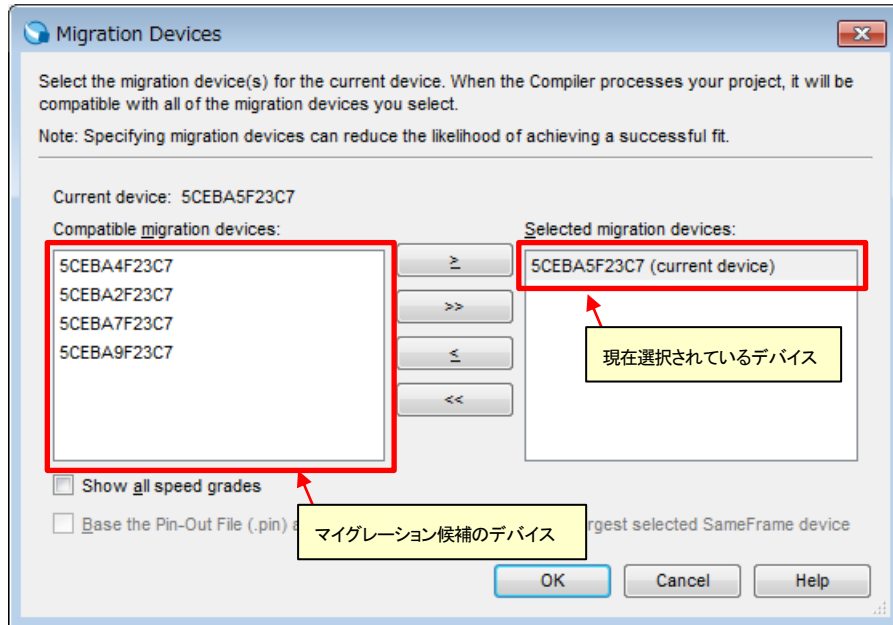 Migration Devices
Select the migration device(s) for the current device. When the Compiler processes your project, it will be
compatible with all of the migration devices you select.
Note: Specifying migration devices can reduce the likelihood of achieving a successful fit.
Current device: 5CEBA5F23C7
Compatible migration devices:
Selected migration devices:
5CEBA4F23C7
5CEBA2F23C7
5CEBA7F23C7
5CEBA9F23C7
≥
>>
≤
<<
5CEBA5F23C7 (current device)
現在選択されているデバイス
Show all speed grades
マイグレーション候補のデバイス
Base the Pin-Out File (.pin) selected SameFrame device
OK
Cancel
Help